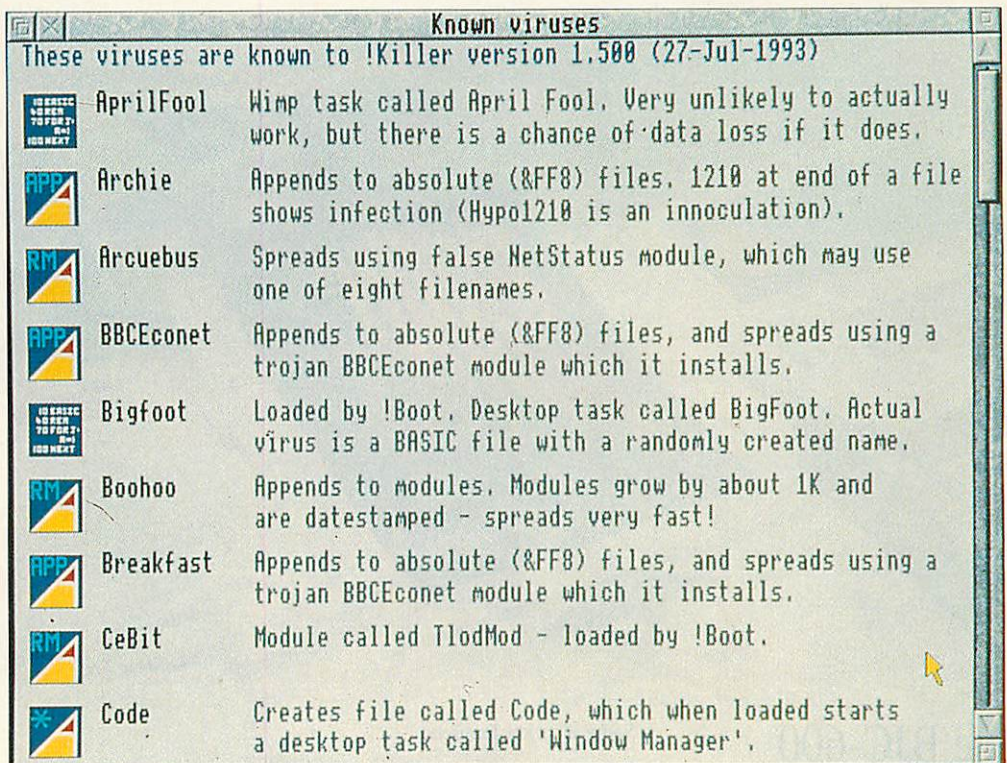 Known viruses
These viruses are known to !Killer version 1.500 (27-Jul-1993)
AprilFool Wimp task called April Fool. Very unlikely to actually
work, but there is a chance of data loss if it does.
APP Archie Appends to absolute (&FF8) files. 1210 at end of a file
shows infection (Hypo1210 is an innoculation).
RM Arcuebus Spreads using false NetStatus module, which may use
one of eight filenames.
APP BBCEconet Appends to absolute (&FF8) files, and spreads using a
trojan BBCEconet module which it installs.
Bigfoot Loaded by !Boot. Desktop task called BigFoot. Actual
virus is a BASIC file with a randomly created name.
RM Boohoo Appends to modules. Modules grow by about 1K and
are datestamped - spreads very fast!
APP Breakfast Appends to absolute (&FF8) files, and spreads using a
trojan BBCEconet module which it installs.
RM CeBit Module called TlodMod - loaded by !Boot.
* Code Creates file called Code, which when loaded starts
a desktop task called 'Window Manager'.